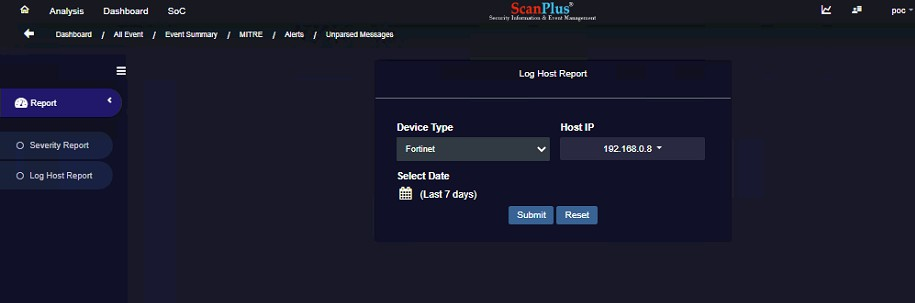 Analysis Dashboard SoC ScanPlus® poc
Security Information & Event Management
Dashboard / All Event / Event Summary / MITRE / Alerts / Unparsed Messages
Log Host Report
Report
Device Type Host IP
Fortinet 192.168.0.8
Severity Report
Select Date
Log Host Report
(Last 7 days)
Submit Reset